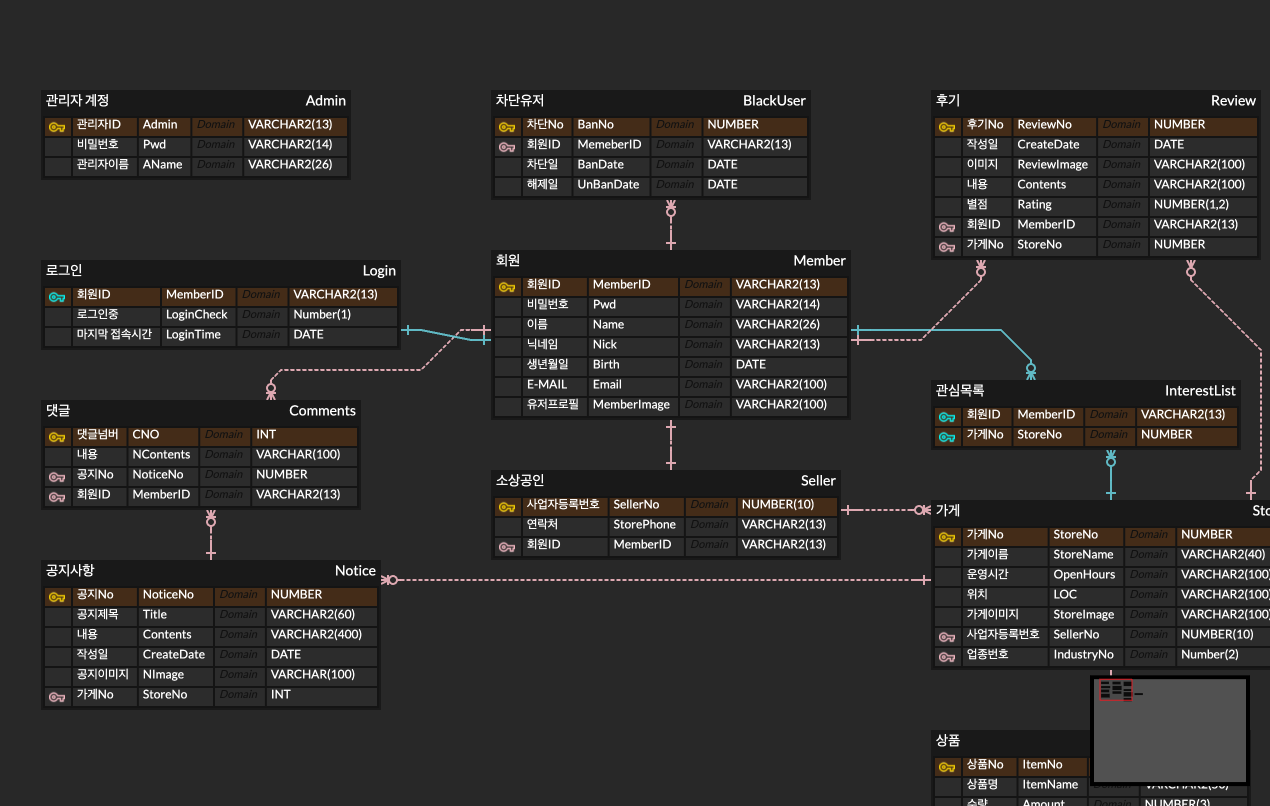 관리자 계정 Admin
관리자ID Admin Domain VARCHAR2(13)
비밀번호 Pwd Domain VARCHAR2(14)
관리자이름 AName Domain VARCHAR2(26)
차단유저 BlackUser
차단No BanNo Domain NUMBER
회원ID MemeberID Domain VARCHAR2(13)
차단일 BanDate Domain DATE
해제일 UnBanDate Domain DATE
후기 Review
후기No ReviewNo Domain NUMBER
작성일 CreateDate Domain DATE
이미지 ReviewImage Domain VARCHAR2(100)
내용 Contents Domain VARCHAR2(100)
별점 Rating Domain NUMBER(1,2)
회원ID MemberID Domain VARCHAR2(13)
가게No StoreNo Domain NUMBER
로그인 Login
회원ID MemberID Domain VARCHAR2(13)
로그인중 LoginCheck Domain Number(1)
마지막 접속시간 LoginTime Domain DATE
회원 Member
회원ID MemberID Domain VARCHAR2(13)
비밀번호 Pwd Domain VARCHAR2(14)
이름 Name Domain VARCHAR2(26)
닉네임 Nick Domain VARCHAR2(13)
생년월일 Birth Domain DATE
E-MAIL Email Domain VARCHAR2(100)
유저프로필 MemberImage Domain VARCHAR2(100)
관심목록 InterestList
회원ID MemberID Domain VARCHAR2(13)
가게No StoreNo Domain NUMBER
댓글 Comments
댓글넘버 CNO Domain INT
내용 NContents Domain VARCHAR(100)
공지No NoticeNo Domain NUMBER
회원ID MemberID Domain VARCHAR2(13)
소상공인 Seller
사업자등록번호 SellerNo Domain NUMBER(10)
연락처 StorePhone Domain VARCHAR2(13)
회원ID MemberID Domain VARCHAR2(13)
가게 Sto
가게No StoreNo Domain NUMBER
가게이름 StoreName Domain VARCHAR2(40)
운영시간 OpenHours Domain VARCHAR2(100)
위치 LOC Domain VARCHAR2(100)
가게이미지 StoreImage Domain VARCHAR2(100)
사업자등록번호 SellerNo Domain NUMBER(10)
업종번호 IndustryNo Domain Number(2)
공지사항 Notice
공지No NoticeNo Domain NUMBER
공지제목 Title Domain VARCHAR2(60)
내용 Contents Domain VARCHAR2(400)
작성일 CreateDate Domain DATE
공지이미지 NImage Domain VARCHAR(100)
가게No StoreNo Domain INT
상품
상품No ItemNo
상품명 ItemName
수량 Amount Domain NUMBER(3)